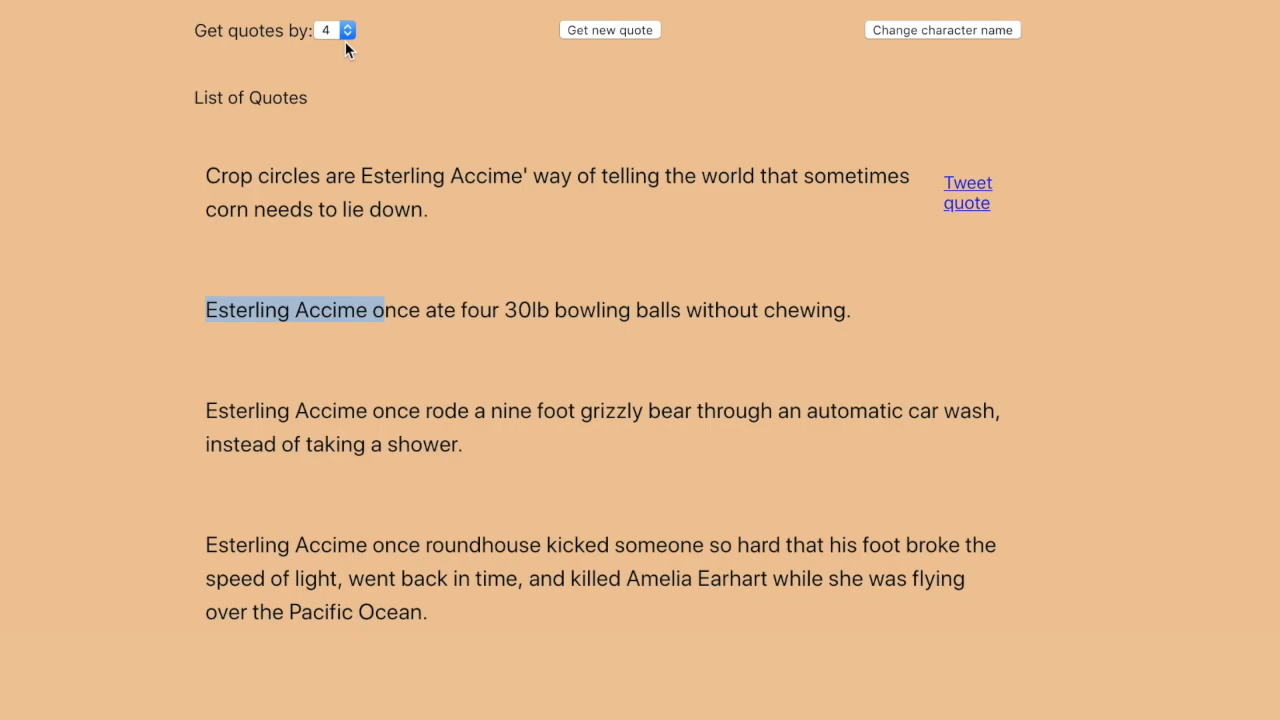 Get quotes by: 4 Get new quote Change character name
List of Quotes
Crop circles are Esterling Accime' way of telling the world that sometimes
corn needs to lie down.
Tweet
quote
Esterling Accime once ate four 30lb bowling balls without chewing.
Esterling Accime once rode a nine foot grizzly bear through an automatic car wash,
instead of taking a shower.
Esterling Accime once roundhouse kicked someone so hard that his foot broke the
speed of light, went back in time, and killed Amelia Earhart while she was flying
over the Pacific Ocean.